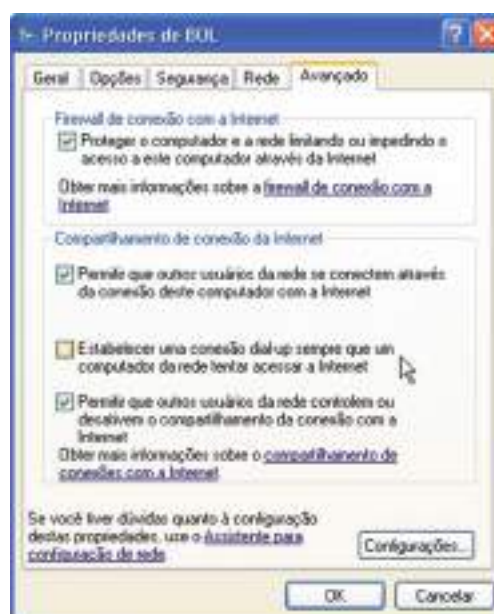 Propriedades de BOL
Geral Opções Segurança Rede Avançado
Firewall de conexão com a Internet
Proteger o computador e a rede limitando ou impedindo o
acesso a este computador através da Internet
Obter mais informações sobre a firewall de conexão com a
Internet
Compartilhamento de conexão da Internet
Permitir que outros usuários da rede se conectem através
da conexão deste computador com a Internet
Estabelecer uma conexão dial-up sempre que um
computador da rede tentar acessar a Internet
Permitir que outros usuários da rede controlem ou
desativem o compartilhamento da conexão com a
Internet
Obter mais informações sobre o compartilhamento de
conexões com a Internet
Se você tiver dúvidas quanto à configuração
destas propriedades, use o Assistente para
configuração de rede
Configurações...
OK Cancelar